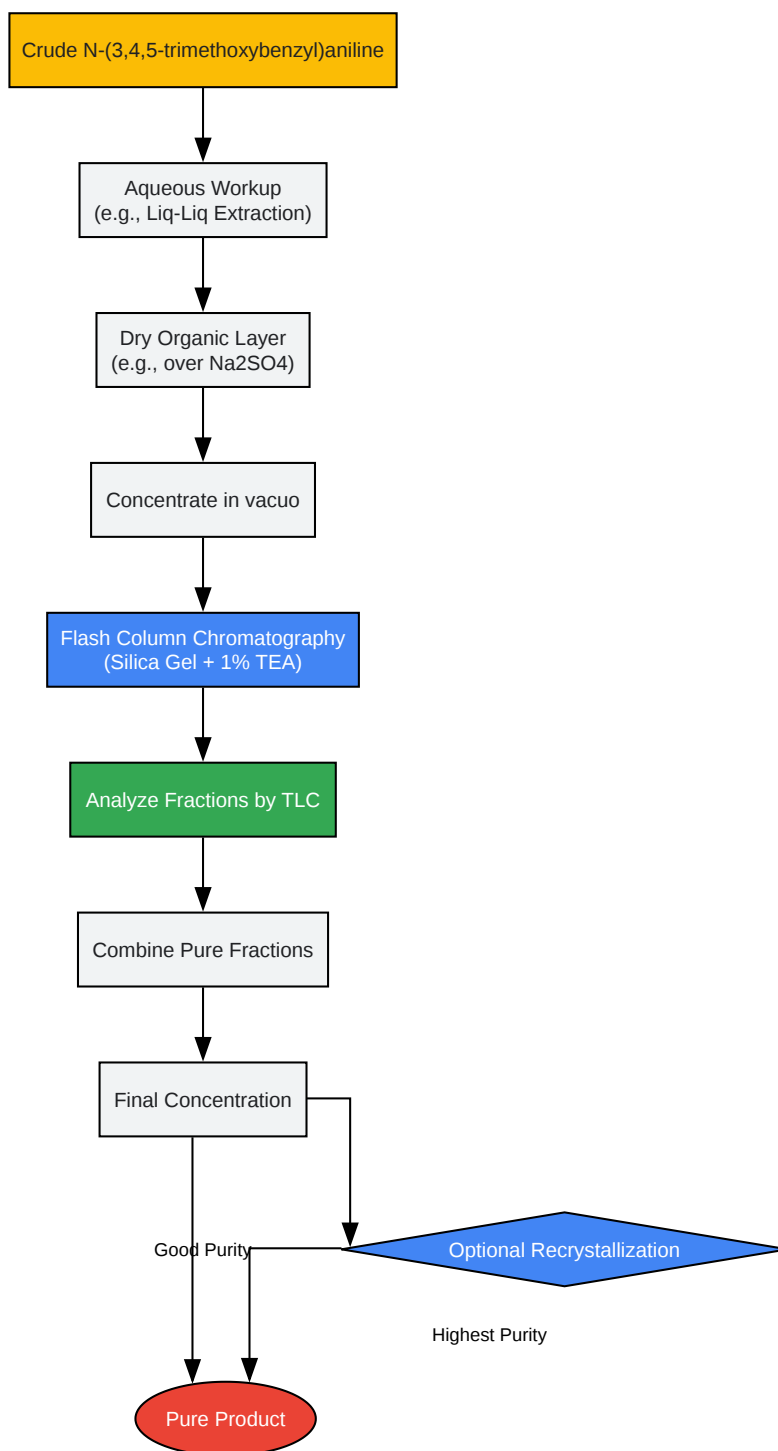 Crude N-(3,4,5-trimethoxybenzyl)aniline
Aqueous Workup
(e.g., Liq-Liq Extraction)
Dry Organic Layer
(e.g., over Na2SO4)
Concentrate in vacuo
Flash Column Chromatography
(Silica Gel + 1% TEA)
Analyze Fractions by TLC
Combine Pure Fractions
Final Concentration
Good Purity
Optional Recrystallization
Highest Purity
Pure Product